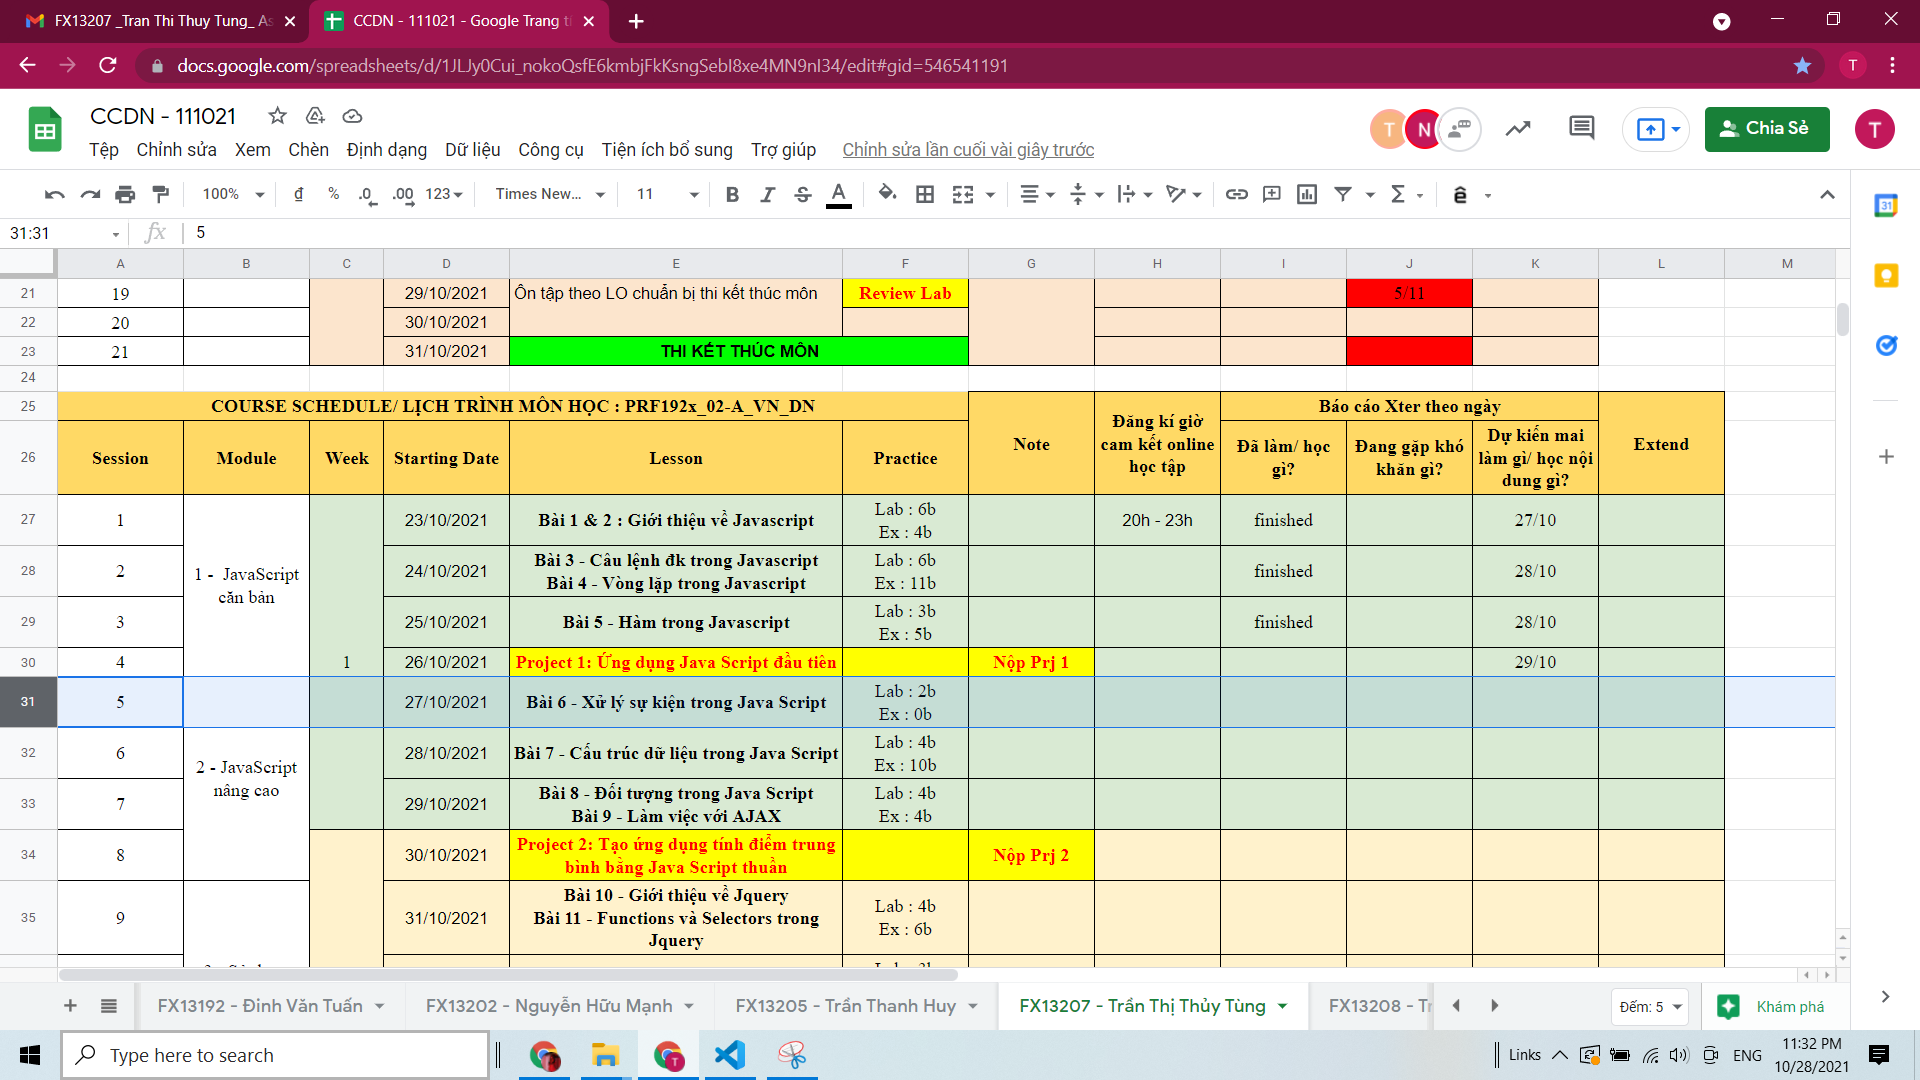 FX13207 _Tran Thi Thuy Tung_ As
CCDN - 111021 - Google Trang t
docs.google.com/spreadsheets/d/1JLJy0Cui_nokoQsfE6kmbjFkKsngSebI8xe4MN9nI34/edit#gid=546541191
T
CCDN - 111021
T N
Chia Sẻ
T
Tệp Chỉnh sửa Xem Chèn Định dạng Dữ liệu Công cụ Tiện ích bổ sung Trợ giúp Chỉnh sửa lần cuối vài giây trước
100% đ % .0 .00 123 Times New... 11 B I S A Σ ê
31:31 fx 5
A B C D E F G H I J K L M
21 19 29/10/2021 Ôn tập theo LO chuẩn bị thi kết thúc môn Review Lab 5/11
22 20 30/10/2021
23 21 31/10/2021 THI KẾT THÚC MÔN
24
25 COURSE SCHEDULE/ LỊCH TRÌNH MÔN HỌC : PRF192x_02-A_VN_DN
Note
Đăng kí giờ
cam kết online
học tập
Báo cáo Xter theo ngày
Extend
26 Session Module Week Starting Date Lesson Practice
Đã làm/ học
gì?
Đang gặp khó
khăn gì?
Dự kiến mai
làm gì/ học nội
dung gì?
27 1 23/10/2021 Bài 1 & 2 : Giới thiệu về Javascript
Lab : 6b
Ex : 4b
20h - 23h finished 27/10
1 - JavaScript
căn bản
28 2 24/10/2021
Bài 3 - Câu lệnh đk trong Javascript
Bài 4 - Vòng lặp trong Javascript
Lab : 6b
Ex : 11b
finished 28/10
29 3 25/10/2021 Bài 5 - Hàm trong Javascript
Lab : 3b
Ex : 5b
finished 28/10
30 4 1 26/10/2021 Project 1: Ứng dụng Java Script đầu tiên Nộp Prj 1 29/10
31 5 27/10/2021 Bài 6 - Xử lý sự kiện trong Java Script
Lab : 2b
Ex : 0b
32 6 28/10/2021 Bài 7 - Cấu trúc dữ liệu trong Java Script
Lab : 4b
Ex : 10b
2 - JavaScript
nâng cao
33 7 29/10/2021
Bài 8 - Đối tượng trong Java Script
Bài 9 - Làm việc với AJAX
Lab : 4b
Ex : 4b
34 8 30/10/2021
Project 2: Tạo ứng dụng tính điểm trung
bình bằng Java Script thuần
Nộp Prj 2
35 9 31/10/2021
Bài 10 - Giới thiệu về Jquery
Bài 11 - Functions và Selectors trong
Jquery
Lab : 4b
Ex : 6b
FX13192 - Đinh Văn Tuấn FX13202 - Nguyễn Hữu Mạnh FX13205 - Trần Thanh Huy FX13207 - Trần Thị Thủy Tùng FX13208 - Tr
Đếm: 5 Khám phá
Type here to search
Links ENG
11:32 PM
10/28/2021
31